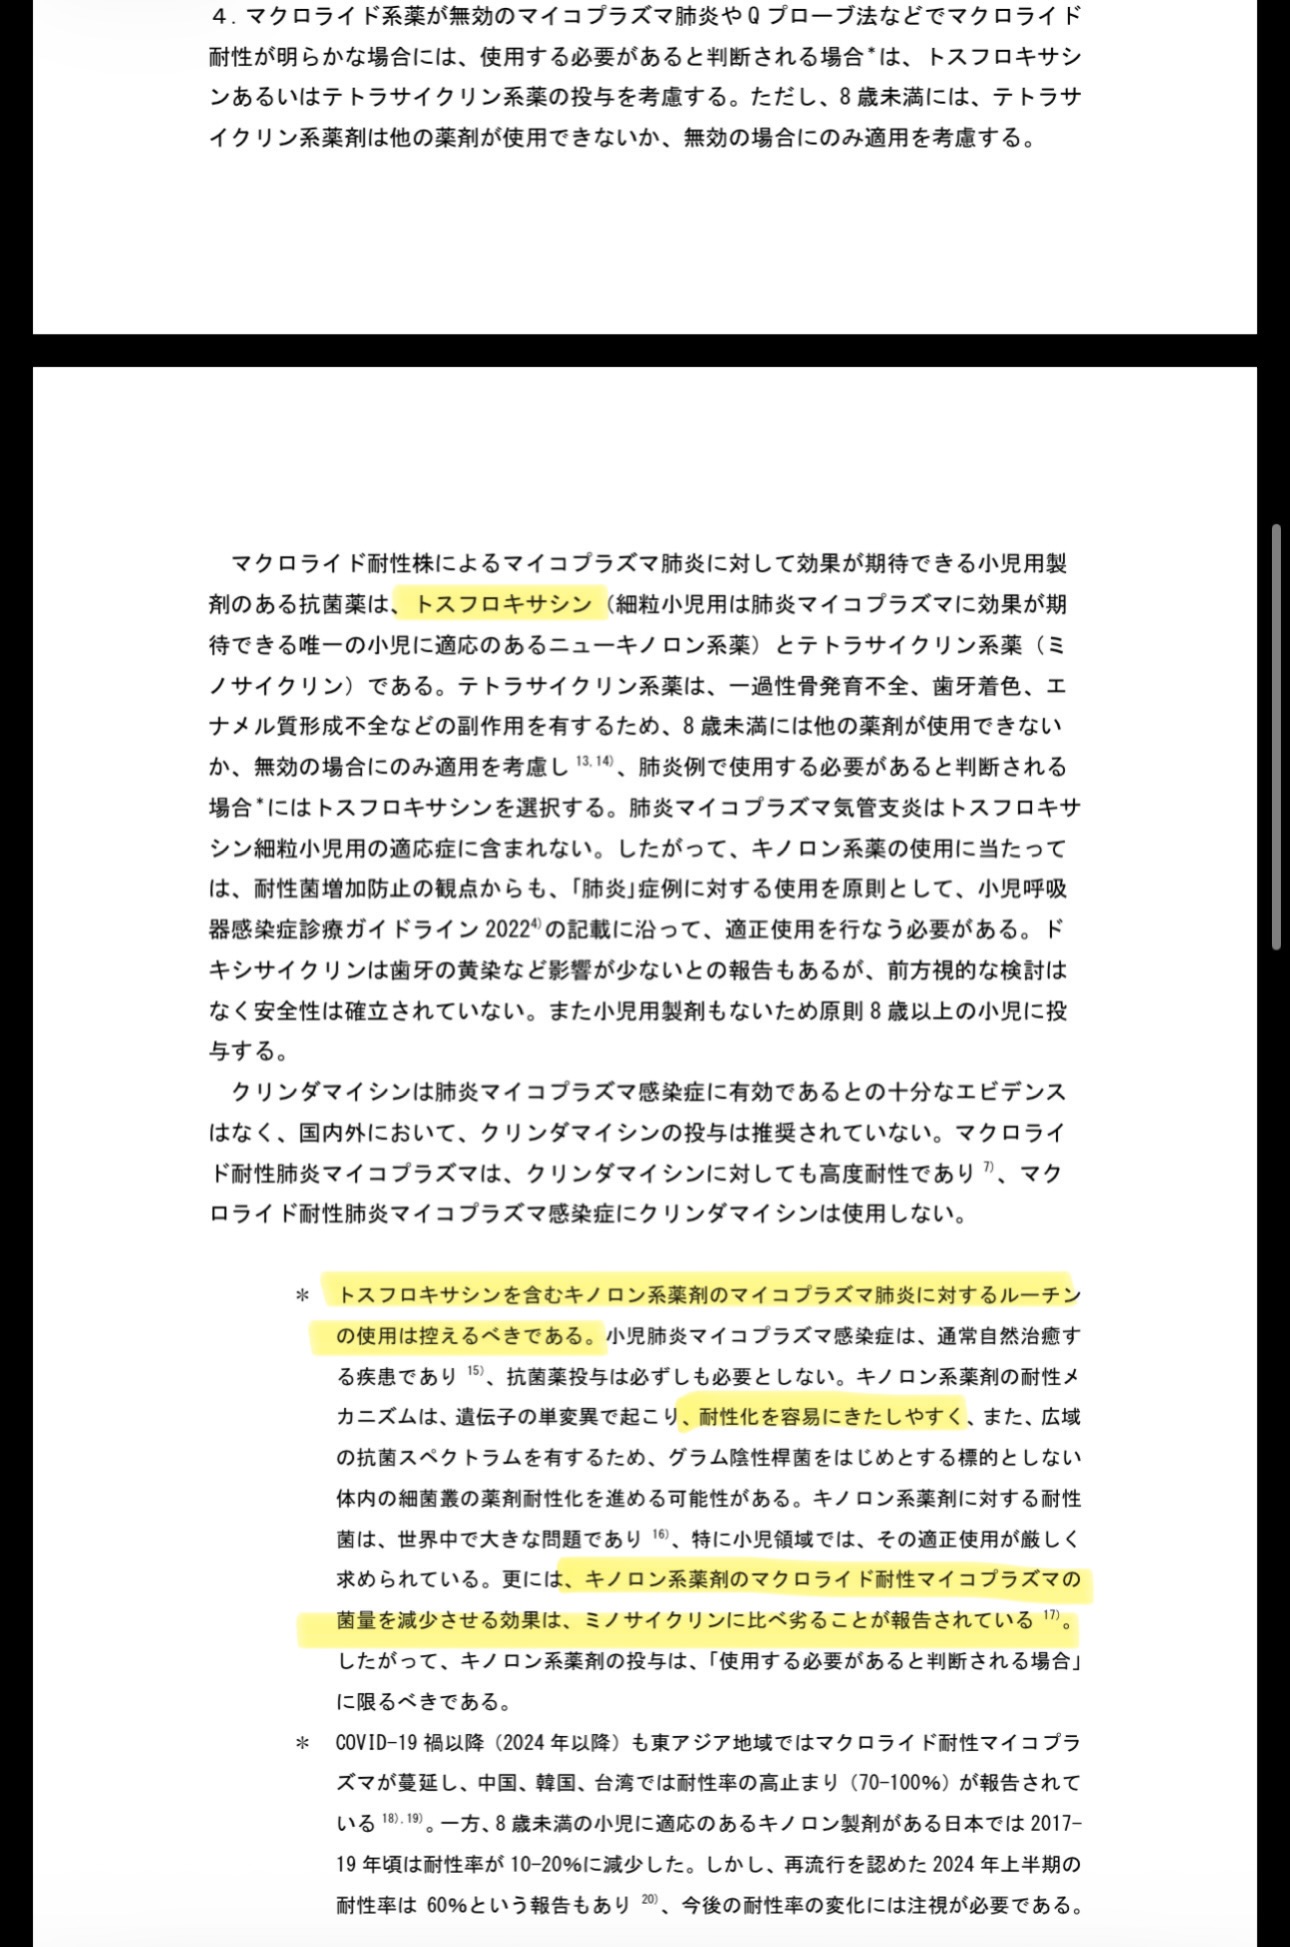 ４．マクロライド系薬が無効のマイコプラズマ肺炎やＱプローブ法などでマクロライド
耐性が明らかな場合には、使用する必要があると判断される場合*は、トスフロキサシ
ンあるいはテトラサイクリン系薬の投与を考慮する。ただし、8 歳未満には、テトラサ
イクリン系薬剤は他の薬剤が使用できないか、無効の場合にのみ適用を考慮する。
マクロライド耐性株によるマイコプラズマ肺炎に対して効果が期待できる小児用製
剤のある抗菌薬は、トスフロキサシン（細粒小児用は肺炎マイコプラズマに効果が期
待できる唯一の小児に適応のあるニューキノロン系薬）とテトラサイクリン系薬（ミ
ノサイクリン）である。テトラサイクリン系薬は、一過性骨発育不全、歯牙着色、エ
ナメル質形成不全などの副作用を有するため、8 歳未満には他の薬剤が使用できない
か、無効の場合にのみ適用を考慮し 13,14)、肺炎例で使用する必要があると判断される
場合*にはトスフロキサシンを選択する。肺炎マイコプラズマ気管支炎はトスフロキサ
シン細粒小児用の適応症に含まれない。したがって、キノロン系薬の使用に当たって
は、耐性菌増加防止の観点からも、「肺炎」症例に対する使用を原則として、小児呼吸
器感染症診療ガイドライン 2022 4)の記載に沿って、適正使用を行なう必要がある。ド
キシサイクリンは歯牙の黄染など影響が少ないとの報告もあるが、前方視的な検討は
なく安全性は確立されていない。また小児用製剤もないため原則 8 歳以上の小児に投
与する。
クリンダマイシンは肺炎マイコプラズマ感染症に有効であるとの十分なエビデンス
はなく、国内外において、クリンダマイシンの投与は推奨されていない。マクロライ
ド耐性肺炎マイコプラズマは、クリンダマイシンに対しても高度耐性であり 7)、マク
ロライド耐性肺炎マイコプラズマ感染症にクリンダマイシンは使用しない。
＊ トスフロキサシンを含むキノロン系薬剤のマイコプラズマ肺炎に対するルーチン
の使用は控えるべきである。小児肺炎マイコプラズマ感染症は、通常自然治癒す
る疾患であり 15)、抗菌薬投与は必ずしも必要としない。キノロン系薬剤の耐性メ
カニズムは、遺伝子の単変異で起こり、耐性化を容易にきたしやすく、また、広域
の抗菌スペクトラムを有するため、グラム陰性桿菌をはじめとする標的としない
体内の細菌叢の薬剤耐性化を進める可能性がある。キノロン系薬剤に対する耐性
菌は、世界中で大きな問題であり 16)、特に小児領域では、その適正使用が厳しく
求められている。更には、キノロン系薬剤のマクロライド耐性マイコプラズマの
菌量を減少させる効果は、ミノサイクリンに比べ劣ることが報告されている 17)。
したがって、キノロン系薬剤の投与は、「使用する必要があると判断される場合」
に限るべきである。
＊ COVID-19 禍以降（2024 年以降）も東アジア地域ではマクロライド耐性マイコプラ
ズマが蔓延し、中国、韓国、台湾では耐性率の高止まり（70-100%）が報告されて
いる 18),19)。一方、8 歳未満の小児に適応のあるキノロン製剤がある日本では 2017-
19 年頃は耐性率が 10-20%に減少した。しかし、再流行を認めた 2024 年上半期の
耐性率は 60%という報告もあり 20)、今後の耐性率の変化には注視が必要である。